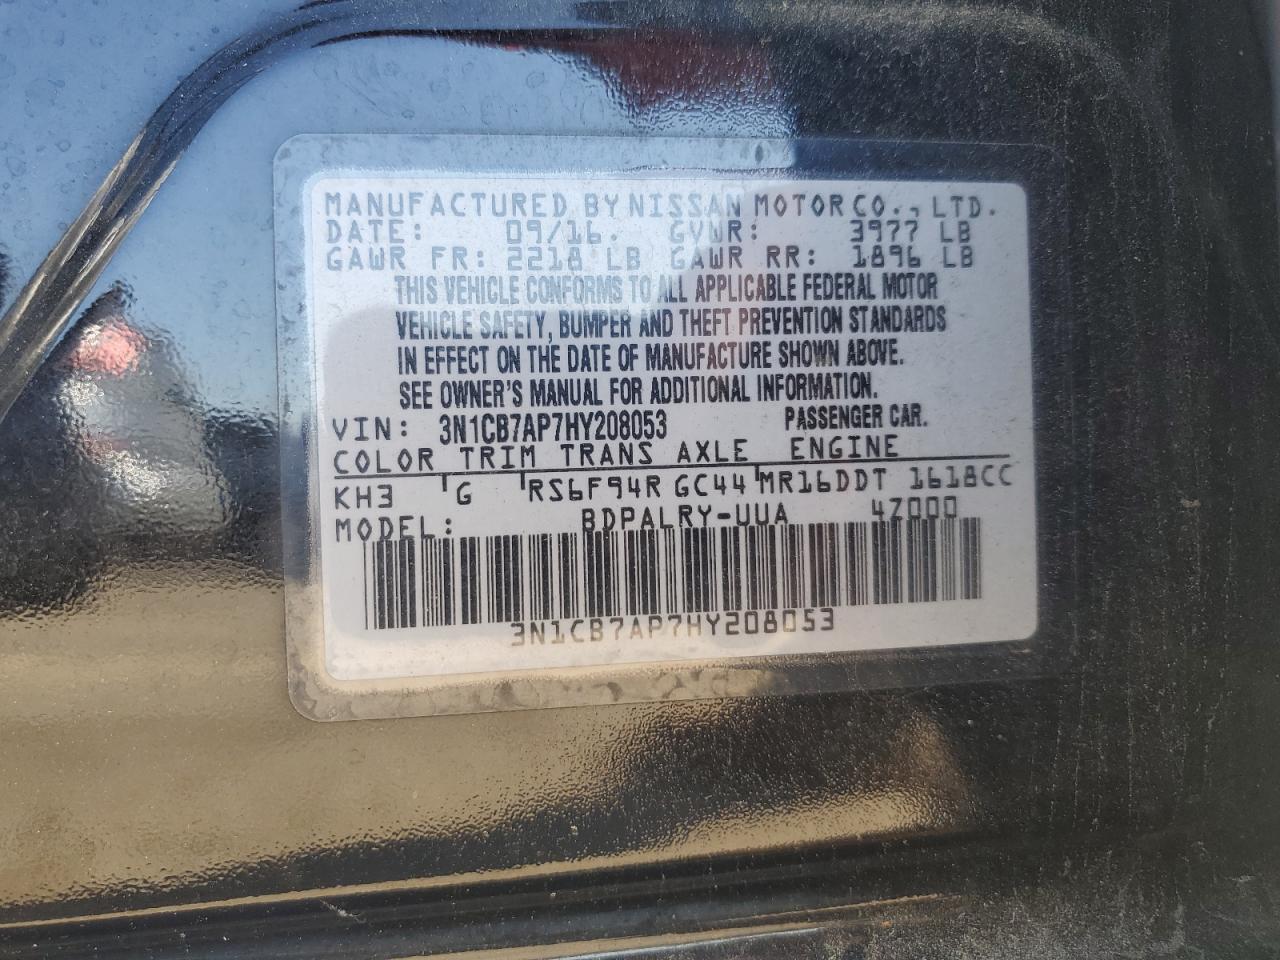 MANUFACTURED BY NISSAN MOTOR CO., LTD.
DATE: 09/16. GVWR: 3977 LB
GAWR FR: 2218 LB GAWR RR: 1896 LB
THIS VEHICLE CONFORMS TO ALL APPLICABLE FEDERAL MOTOR
VEHICLE SAFETY, BUMPER AND THEFT PREVENTION STANDARDS
IN EFFECT ON THE DATE OF MANUFACTURE SHOWN ABOVE.
SEE OWNER'S MANUAL FOR ADDITIONAL INFORMATION.
VIN: 3N1CB7AP7HY208053 PASSENGER CAR.
COLOR TRIM TRANS AXLE ENGINE
KH3 G RS6F94R GC44 MR16DDT 1618CC
MODEL: BDPALRY-UUA 47000
3N1CB7AP7HY208053